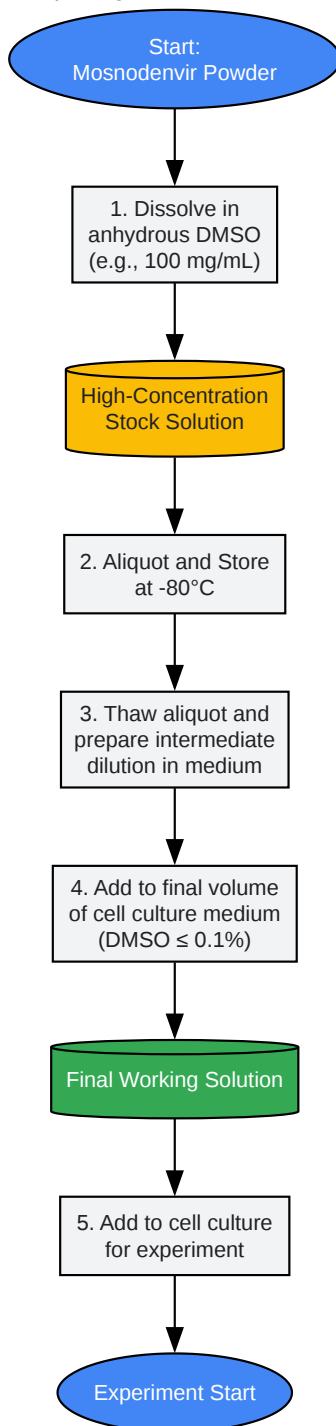 Start:
Mosnodenvir Powder
1. Dissolve in
anhydrous DMSO
(e.g., 100 mg/mL)
High-Concentration
Stock Solution
2. Aliquot and Store
at -80°C
3. Thaw aliquot and
prepare intermediate
dilution in medium
4. Add to final volume
of cell culture medium
(DMSO ≤ 0.1%)
Final Working Solution
5. Add to cell culture
for experiment
Experiment Start